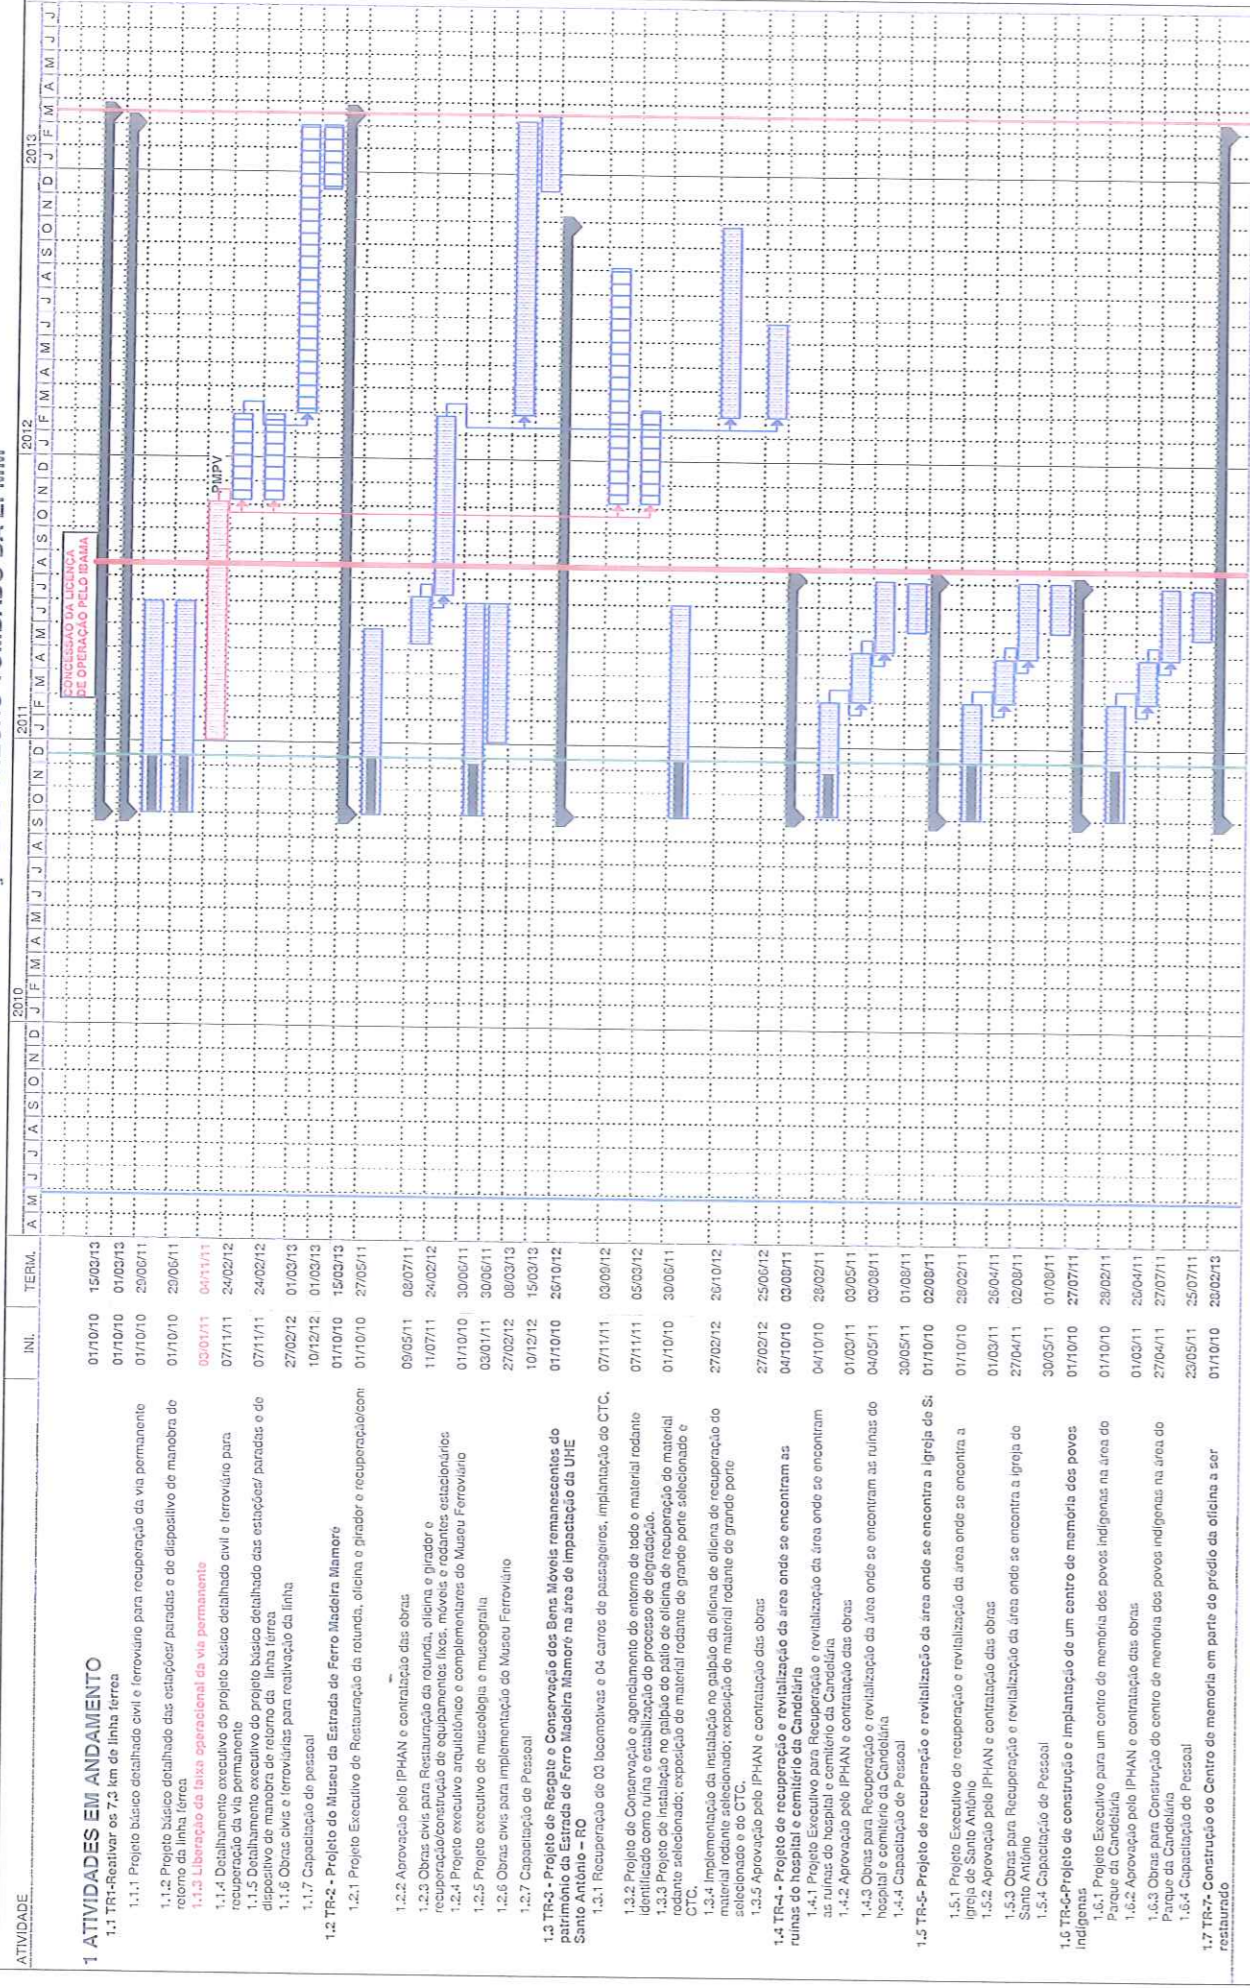 ATIVIDADE INI. TERM.
2010 2011 2012 2013
A M J J A S O N D J F M A M J J A S O N D J F M A M J J A S O N D J F M A M J J A S O N D J F M A M J J
CONCESSÃO DA LICENÇA
DE OPERAÇÃO PELO IBAMA
1 ATIVIDADES EM ANDAMENTO 01/10/10 15/03/13
1.1 TR1-Reativar os 7,3 km de linha férrea 01/10/10 01/03/13
1.1.1 Projeto básico detalhado civil e ferroviário para recuperação da via permanente 01/10/10 29/06/11
1.1.2 Projeto básico detalhado das estações/ paradas e de dispositivo de manobra de
retorno da linha férrea 01/10/10 29/06/11
1.1.3 Liberação da faixa operacional da via permanente 03/01/11 04/11/11
PMPV
1.1.4 Detalhamento executivo do projeto básico detalhado civil e ferroviário para
recuperação da via permanente 07/11/11 24/02/12
1.1.5 Detalhamento executivo do projeto básico detalhado das estações/ paradas e de
dispositivo de manobra de retorno da linha férrea 07/11/11 24/02/12
1.1.6 Obras civis e ferroviárias para reativação da linha 27/02/12 01/03/13
1.1.7 Capacitação de pessoal 10/12/12 01/03/13
1.2 TR-2 - Projeto do Museu da Estrada de Ferro Madeira Mamoré 01/10/10 15/03/13
1.2.1 Projeto Executivo de Restauração da rotunda, oficina e girador e recuperação/con 01/10/10 27/05/11
1.2.2 Aprovação pelo IPHAN e contratação das obras 09/05/11 08/07/11
1.2.3 Obras civis para Restauração da rotunda, oficina e girador e
recuperação/construção de equipamentos fixos, móveis e rodantes estacionários 11/07/11 24/02/12
1.2.4 Projeto executivo arquitetônico e complementares do Museu Ferroviário 01/10/10 30/06/11
1.2.5 Projeto executivo de museologia e museografia 03/01/11 30/06/11
1.2.6 Obras civis para implementação do Museu Ferroviário 27/02/12 08/03/13
1.2.7 Capacitação de Pessoal 10/12/12 15/03/13
1.3 TR-3 - Projeto de Resgate e Conservação dos Bens Móveis remanescentes do
patrimônio da Estrada de Ferro Madeira Mamoré na área de impactação da UHE
Santo Antônio – RO 01/10/10 26/10/12
1.3.1 Recuperação de 03 locomotivas e 04 carros de passageiros, implantação do CTC. 07/11/11 03/09/12
1.3.2 Projeto de Conservação e agenciamento do entorno de todo o material rodante
identificado como ruína e estabilização do processo de degradação. 07/11/11 05/03/12
1.3.3 Projeto de Instalação no galpão do pátio de oficina de recuperação de material
rodante selecionado; exposição de material rodante de grande porte selecionado e
CTC. 01/10/10 30/06/11
1.3.4 Implementação da instalação no galpão da oficina de oficina de recuperação do
material rodante selecionado; exposição de material rodante de grande porte
selecionado e do CTC. 27/02/12 26/10/12
1.3.5 Aprovação pelo IPHAN e contratação das obras 27/02/12 25/06/12
1.4 TR-4 - Projeto de recuperação e revitalização da área onde se encontram as
ruínas do hospital e cemitério da Candelária 04/10/10 03/08/11
1.4.1 Projeto Executivo para Recuperação e revitalização da área onde se encontram
as ruínas do hospital e cemitério da Candelária 04/10/10 28/02/11
1.4.2 Aprovação pelo IPHAN e contratação das obras 01/03/11 03/05/11
1.4.3 Obras para Recuperação e revitalização da área onde se encontram as ruínas do
hospital e cemitério da Candelária 04/05/11 03/08/11
1.4.4 Capacitação de Pessoal 30/05/11 01/08/11
1.5 TR-5- Projeto de recuperação e revitalização da área onde se encontra a igreja de Sa 01/10/10 02/08/11
1.5.1 Projeto Executivo de recuperação e revitalização da área onde se encontra a
igreja de Santo Antônio 01/10/10 28/02/11
1.5.2 Aprovação pelo IPHAN e contratação das obras 01/03/11 26/04/11
1.5.3 Obras para Recuperação e revitalização da área onde se encontra a igreja de
Santo Antônio 27/04/11 02/08/11
1.5.4 Capacitação de Pessoal 30/05/11 01/08/11
1.6 TR-6-Projeto de construção e implantação de um centro de memória dos povos
indígenas 01/10/10 27/07/11
1.6.1 Projeto Executivo para um centro de memória dos povos indígenas na área do
Parque da Candelária 01/10/10 28/02/11
1.6.2 Aprovação pelo IPHAN e contratação das obras 01/03/11 26/04/11
1.6.3 Obras para Construção do centro de memória dos povos indígenas na área do
Parque da Candelária 27/04/11 27/07/11
1.6.4 Capacitação de Pessoal 23/05/11 25/07/11
1.7 TR-7- Construção do Centro de memoria em parte do prédio da oficina a ser
restaurado 01/10/10 28/02/13